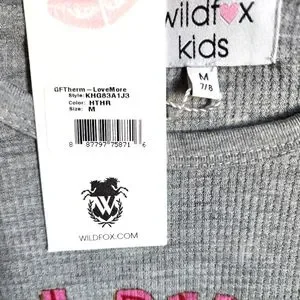 wildfox
kids
M
7/8
GFTherm — LoveMore
Style: KHG83A1J3
Color: HTHR
Size: M
8 87797 75871 6
W
WILDFOX.COM